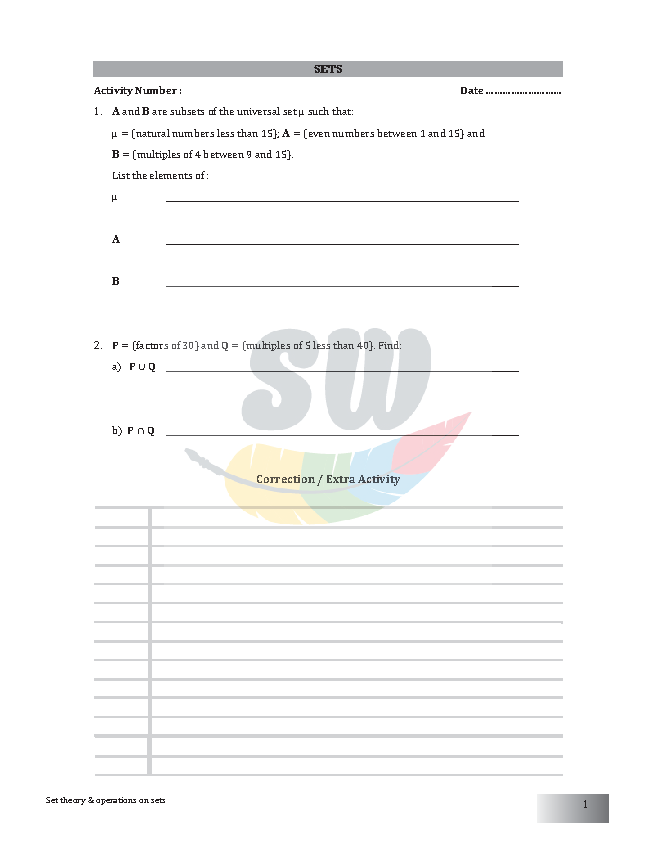 SETS
Activity Number : Date ...........................
1. A and B are subsets of the universal set μ such that:
μ = {natural numbers less than 15}; A = {even numbers between 1 and 15} and
B = {multiples of 4 between 9 and 15}.
List the elements of:
μ
A
B
2. P = {factors of 30} and Q = {multiples of 5 less than 40}. Find:
a) P ∪ Q
b) P ∩ Q
SW
Correction / Extra Activity
Set theory & operations on sets 1